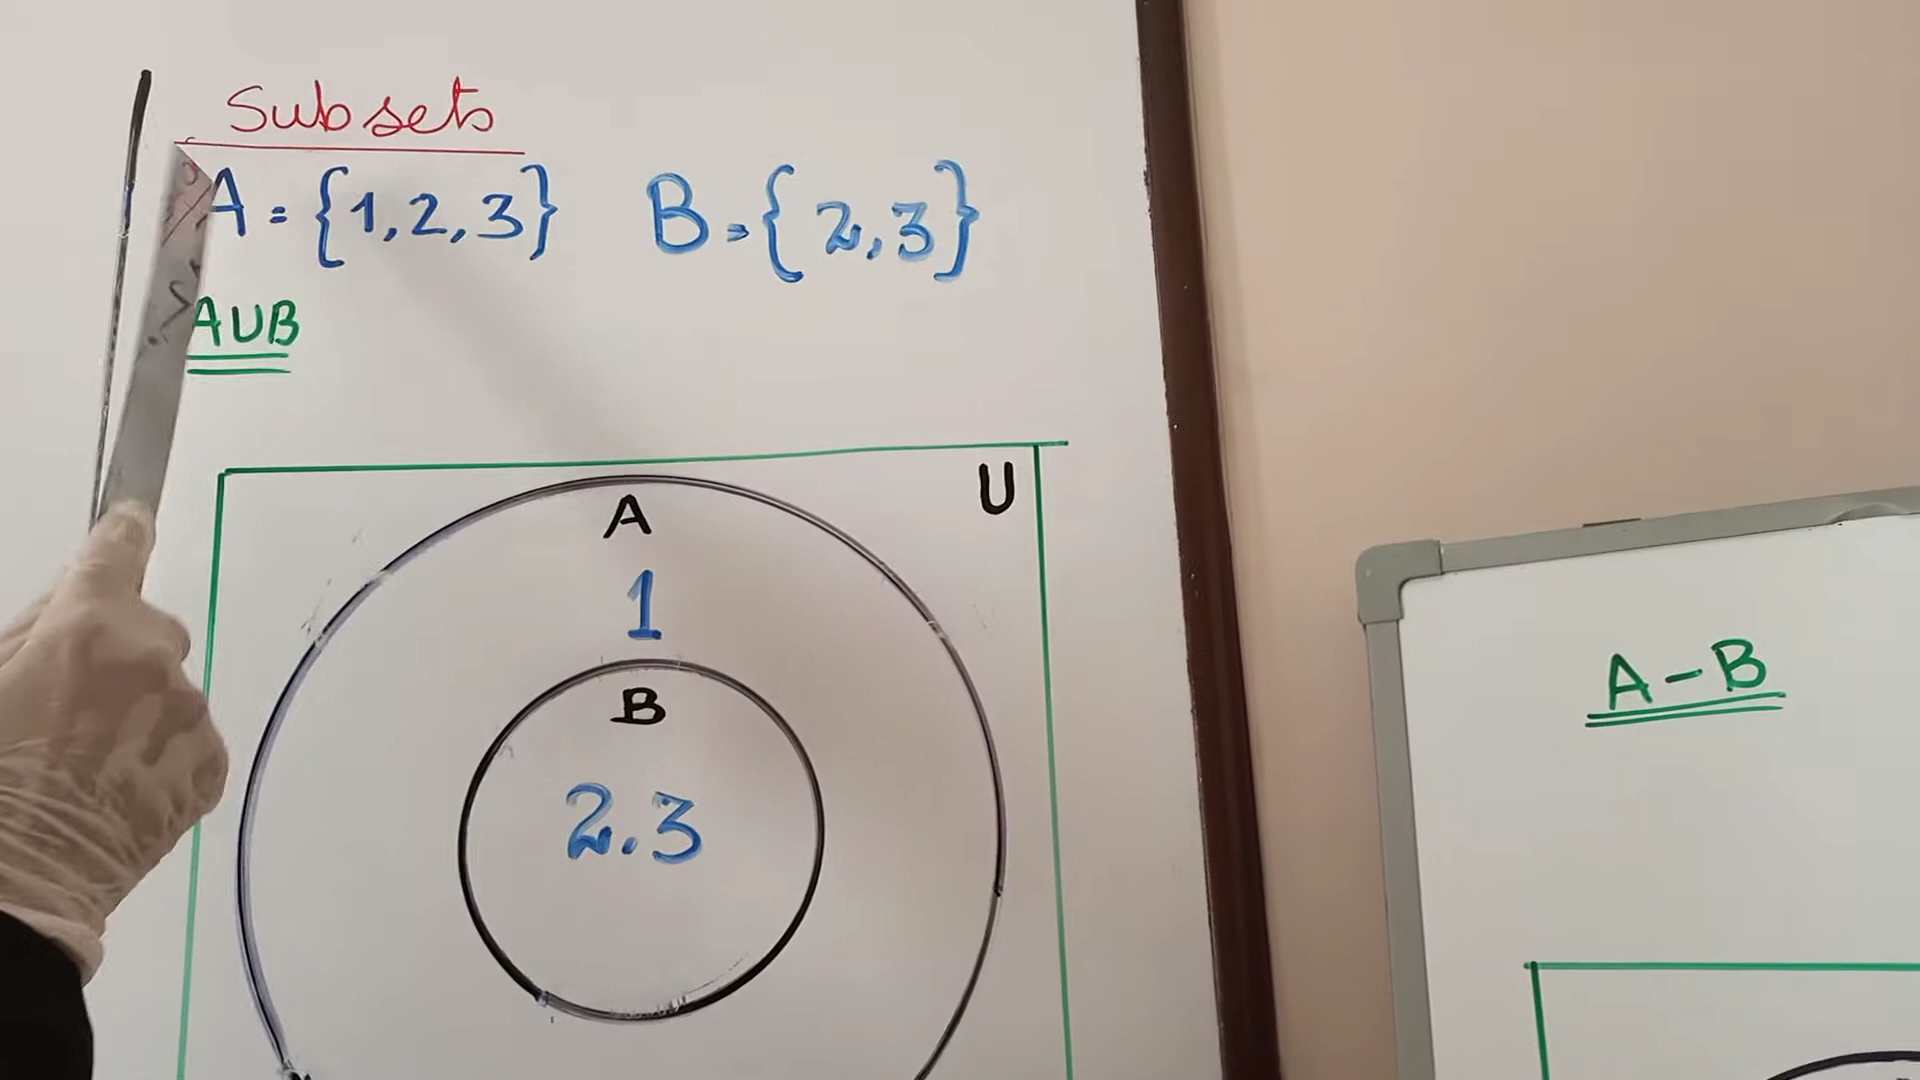 Subsets
A = {1,2,3} B = {2,3}
AUB
U
A
1
B
2.3
A-B